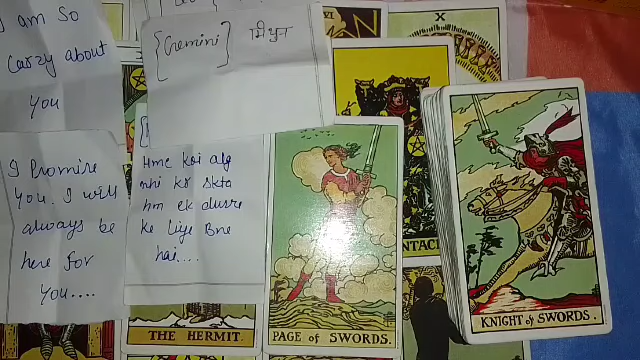 I am So
Carzy about
You
{Gemini} मिथुन
X
I Promise
You. I will
always be
here for
You....
Hme koi alg
nhi kr skta
hm ek dusre
ke liye Bne
hai....
THE HERMIT.
PAGE of SWORDS.
KNIGHT of SWORDS.